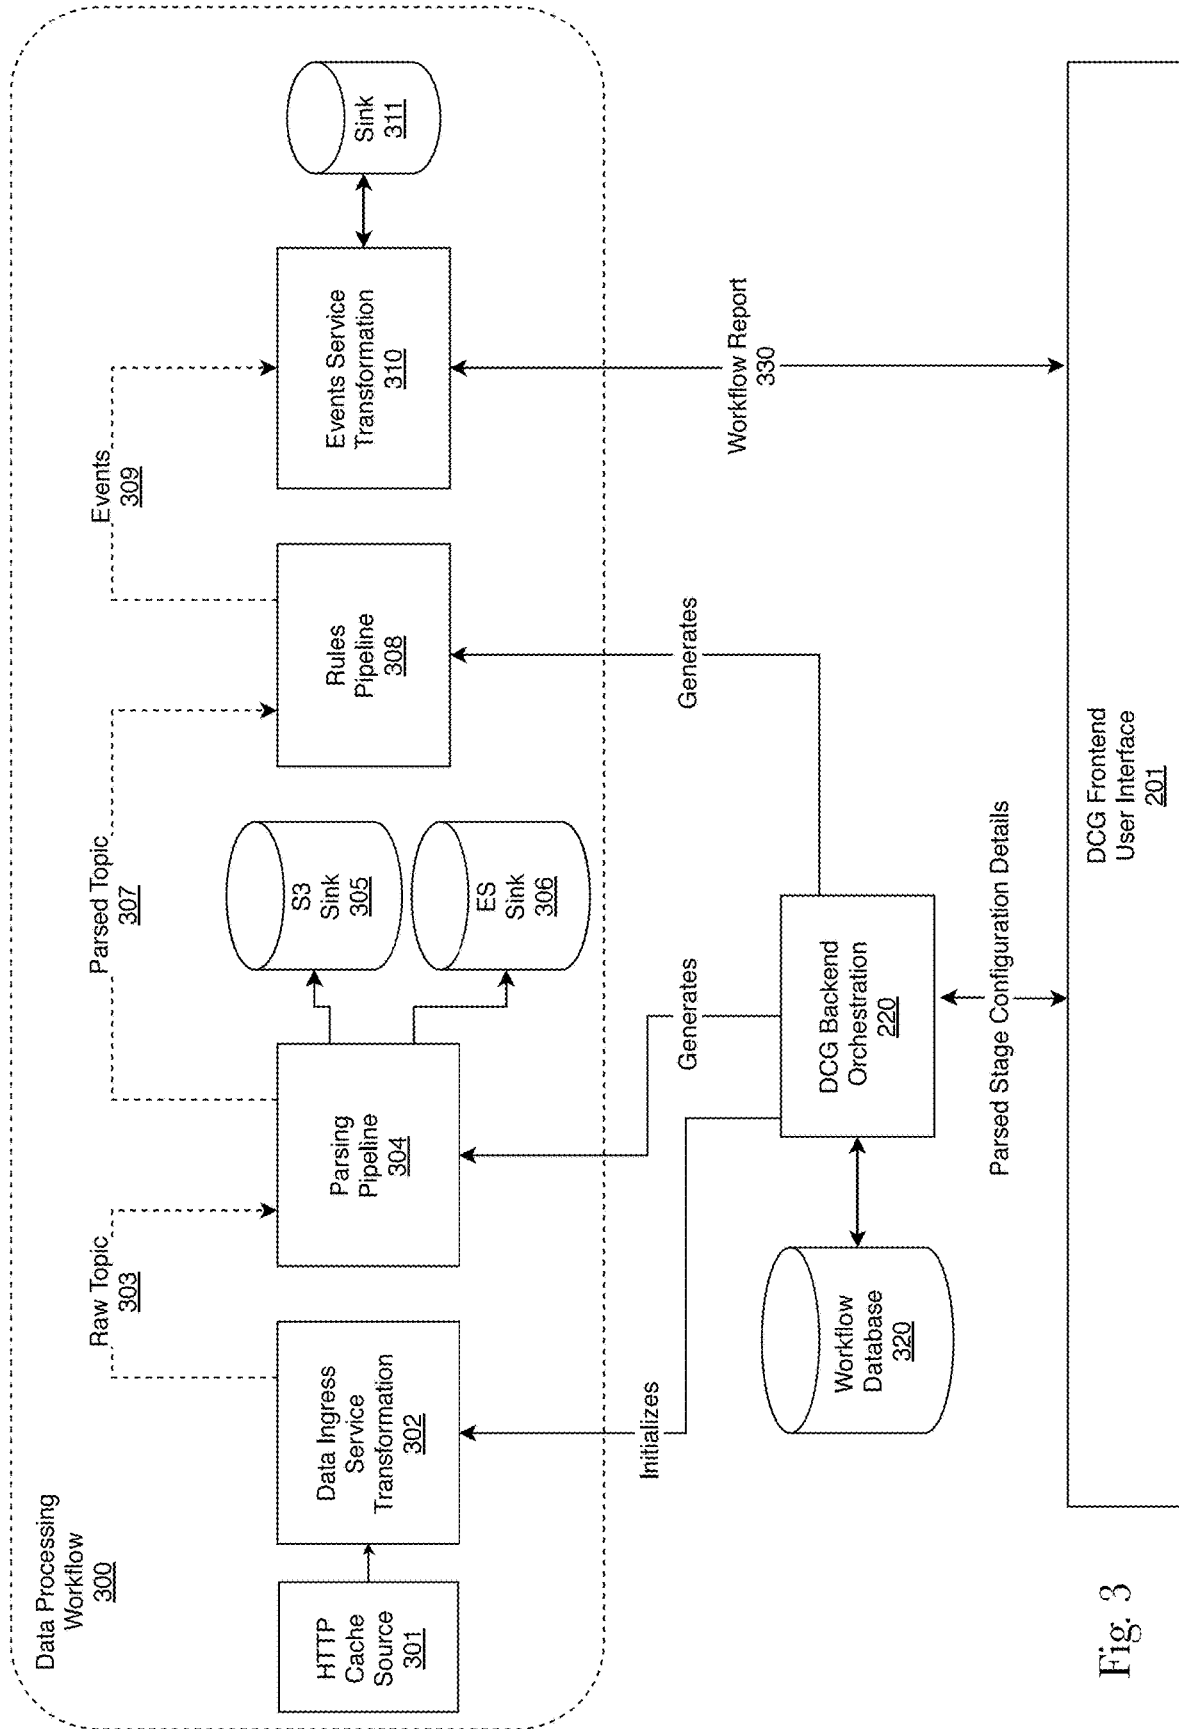 Data Processing
Workflow
300
HTTP
Cache
Source
301
Data Ingress
Service
Transformation
302
Raw Topic
303
Parsing
Pipeline
304
S3
Sink
305
ES
Sink
306
Parsed Topic
307
Rules
Pipeline
308
Events
309
Events Service
Transformation
310
Sink
311
Initializes
Generates
Generates
Workflow Report
330
Workflow
Database
320
DCG Backend
Orchestration
220
Parsed Stage Configuration Details
DCG Frontend
User Interface
201
Fig. 3